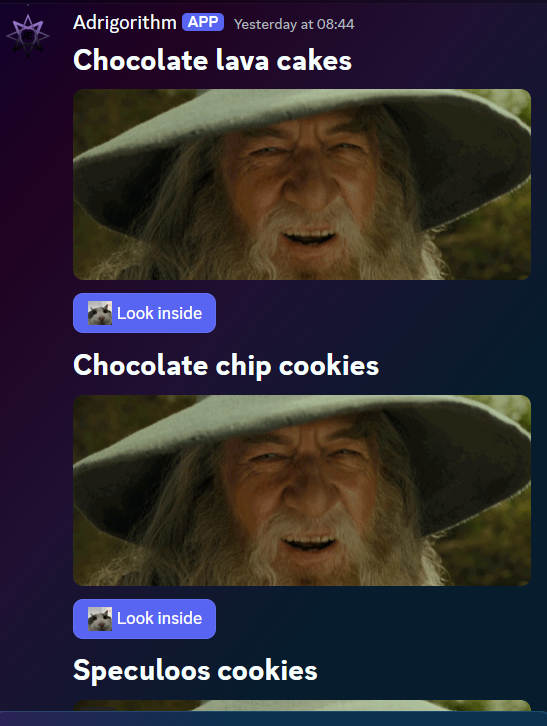 Adrigorithm APP Yesterday at 08:44
Chocolate lava cakes
Look inside
Chocolate chip cookies
Look inside
Speculoos cookies